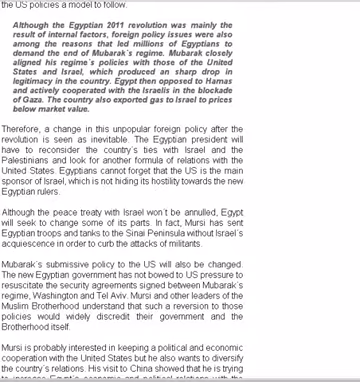 the US policies a model to follow.
Although the Egyptian 2011 revolution was mainly the
result of internal factors, foreign policy issues were also
among the reasons that led millions of Egyptians to
demand the end of Mubarak´s regime. Mubarak closely
aligned his regime´s policies with those of the United
States and Israel, which produced an sharp drop in
legitimacy in the country. Egypt then opposed to Hamas
and actively cooperated with the Israelis in the blockade
of Gaza. The country also exported gas to Israel to prices
below market value.
Therefore, a change in this unpopular foreign policy after the
revolution is seen as inevitable. The Egyptian president will
have to reconsider the country´s ties with Israel and the
Palestinians and look for another formula of relations with the
United States. Egyptians cannot forget that the US is the main
sponsor of Israel, which is not hiding its hostility towards the new
Egyptian rulers.
Although the peace treaty with Israel won´t be annulled, Egypt
will seek to change some of its parts. In fact, Mursi has sent
Egyptian troops and tanks to the Sinai Peninsula without Israel´s
acquiescence in order to curb the attacks of militants.
Mubarak´s submissive policy to the US will also be changed.
The new Egyptian government has not bowed to US pressure to
resuscitate the security agreements signed between Mubarak´s
regime, Washington and Tel Aviv. Mursi and other leaders of the
Muslim Brotherhood understand that such a reversion to those
policies would widely discredit their government and the
Brotherhood itself.
Mursi is probably interested in keeping a political and economic
cooperation with the United States but he also wants to diversify
the country´s relations. His visit to China showed that he is trying
to increase Egypt´s economic and political relations with the